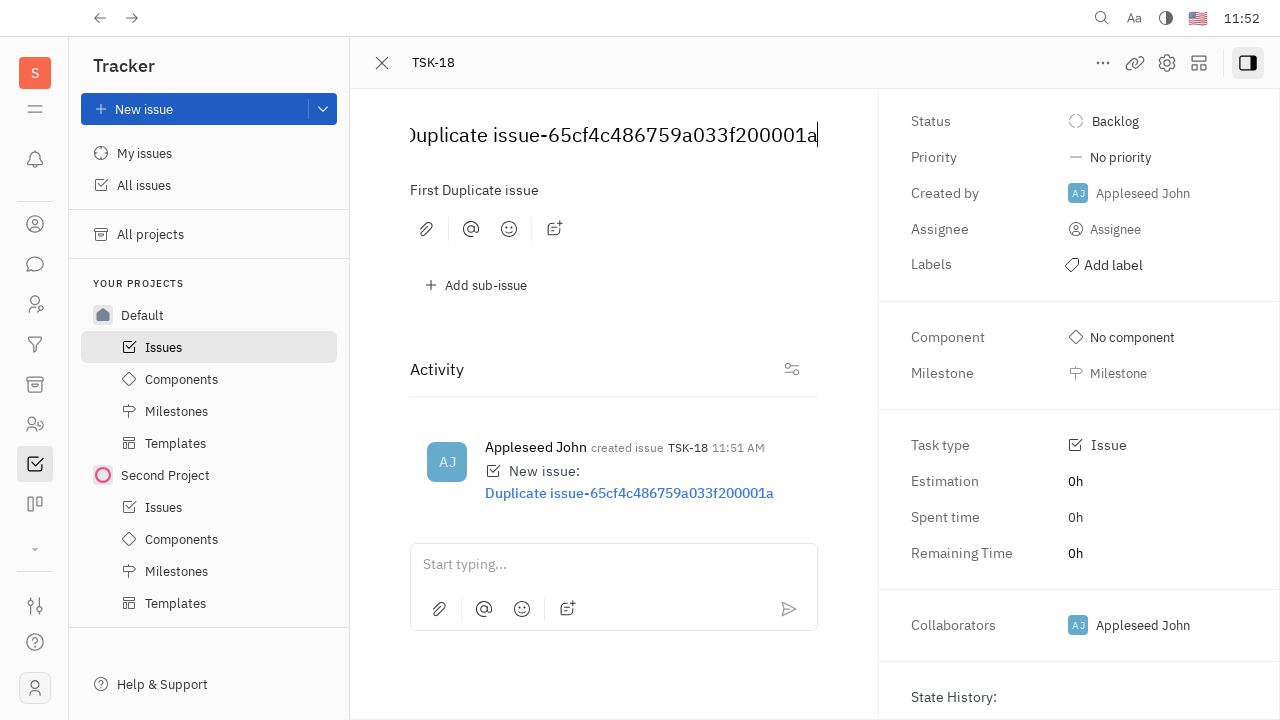 Aa
11:52
S
Tracker
New issue
My issues
All issues
All projects
YOUR PROJECTS
Default
Issues
Components
Milestones
Templates
Second Project
Issues
Components
Milestones
Templates
Help & Support
TSK-18
Duplicate issue-65cf4c486759a033f200001a
First Duplicate issue
Add sub-issue
Activity
AJ
Appleseed John created issue TSK-18 11:51 AM
New issue:
Duplicate issue-65cf4c486759a033f200001a
Start typing...
Status Backlog
Priority No priority
Created by AJ Appleseed John
Assignee Assignee
Labels Add label
Component No component
Milestone Milestone
Task type Issue
Estimation 0h
Spent time 0h
Remaining Time 0h
Collaborators AJ Appleseed John
State History: